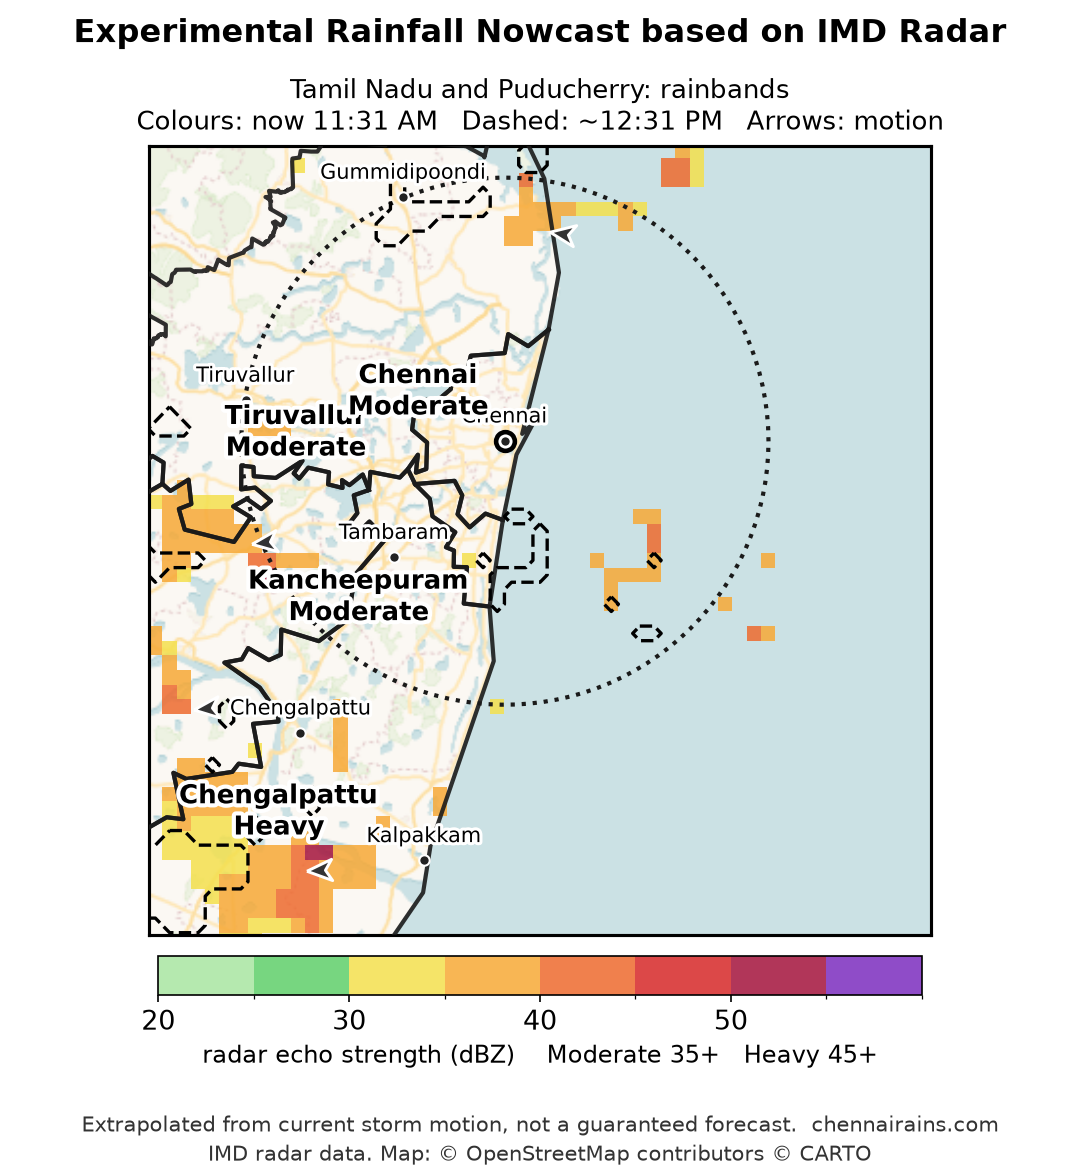 Experimental Rainfall Nowcast based on IMD Radar
Tamil Nadu and Puducherry: rainbands
Colours: now 11:31 AM   Dashed: ~12:31 PM   Arrows: motion
Gummidipoondi
Tiruvallur
Chennai
Moderate
Chennai
Tiruvallur
Moderate
Tambaram
Kancheepuram
Moderate
Chengalpattu
Chengalpattu
Heavy
Kalpakkam
20 30 40 50
radar echo strength (dBZ)    Moderate 35+   Heavy 45+
Extrapolated from current storm motion, not a guaranteed forecast.  chennairains.com
IMD radar data. Map: © OpenStreetMap contributors © CARTO